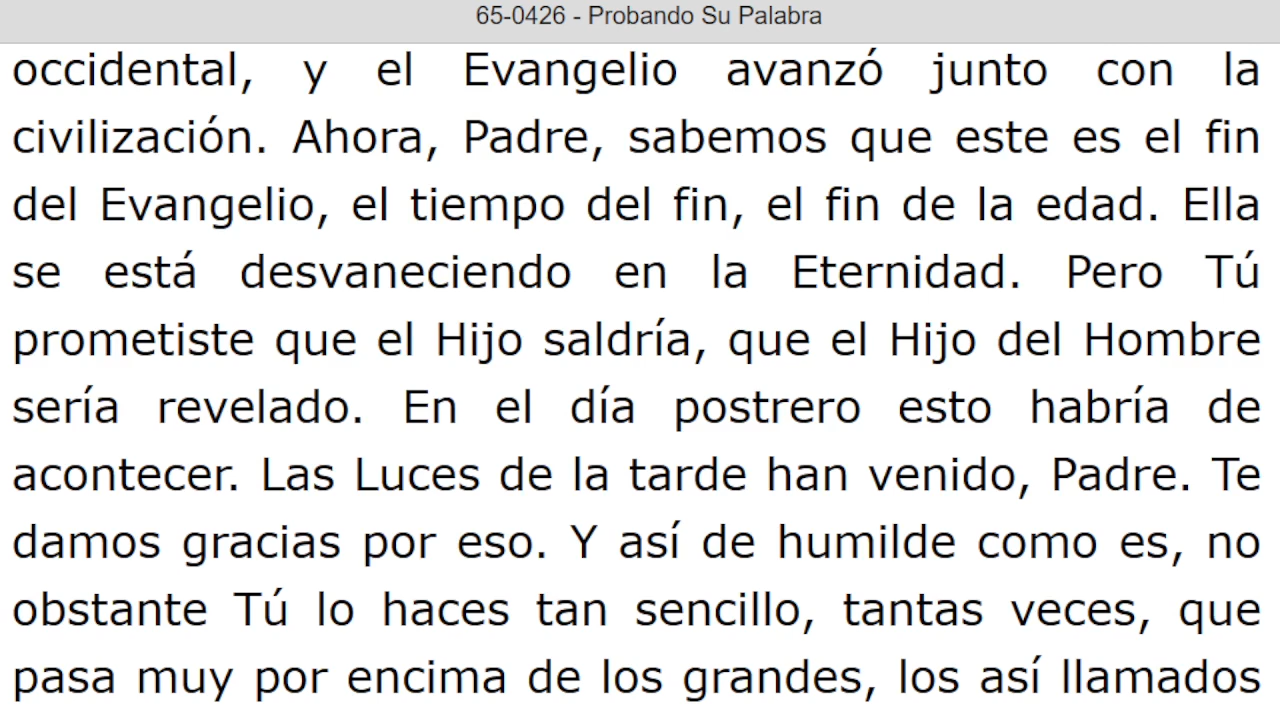 65-0426 - Probando Su Palabra
occidental, y el Evangelio avanzó junto con la
civilización. Ahora, Padre, sabemos que este es el fin
del Evangelio, el tiempo del fin, el fin de la edad. Ella
se está desvaneciendo en la Eternidad. Pero Tú
prometiste que el Hijo saldría, que el Hijo del Hombre
sería revelado. En el día postrero esto habría de
acontecer. Las Luces de la tarde han venido, Padre. Te
damos gracias por eso. Y así de humilde como es, no
obstante Tú lo haces tan sencillo, tantas veces, que
pasa muy por encima de los grandes, los así llamados